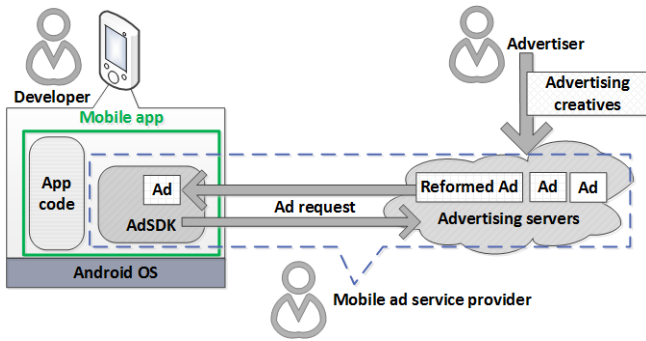 Developer
Advertiser
Advertising
creatives
Mobile app
App
code
Ad
AdSDK
Ad request
Reformed Ad
Ad
Ad
Advertising servers
Android OS
Mobile ad service provider